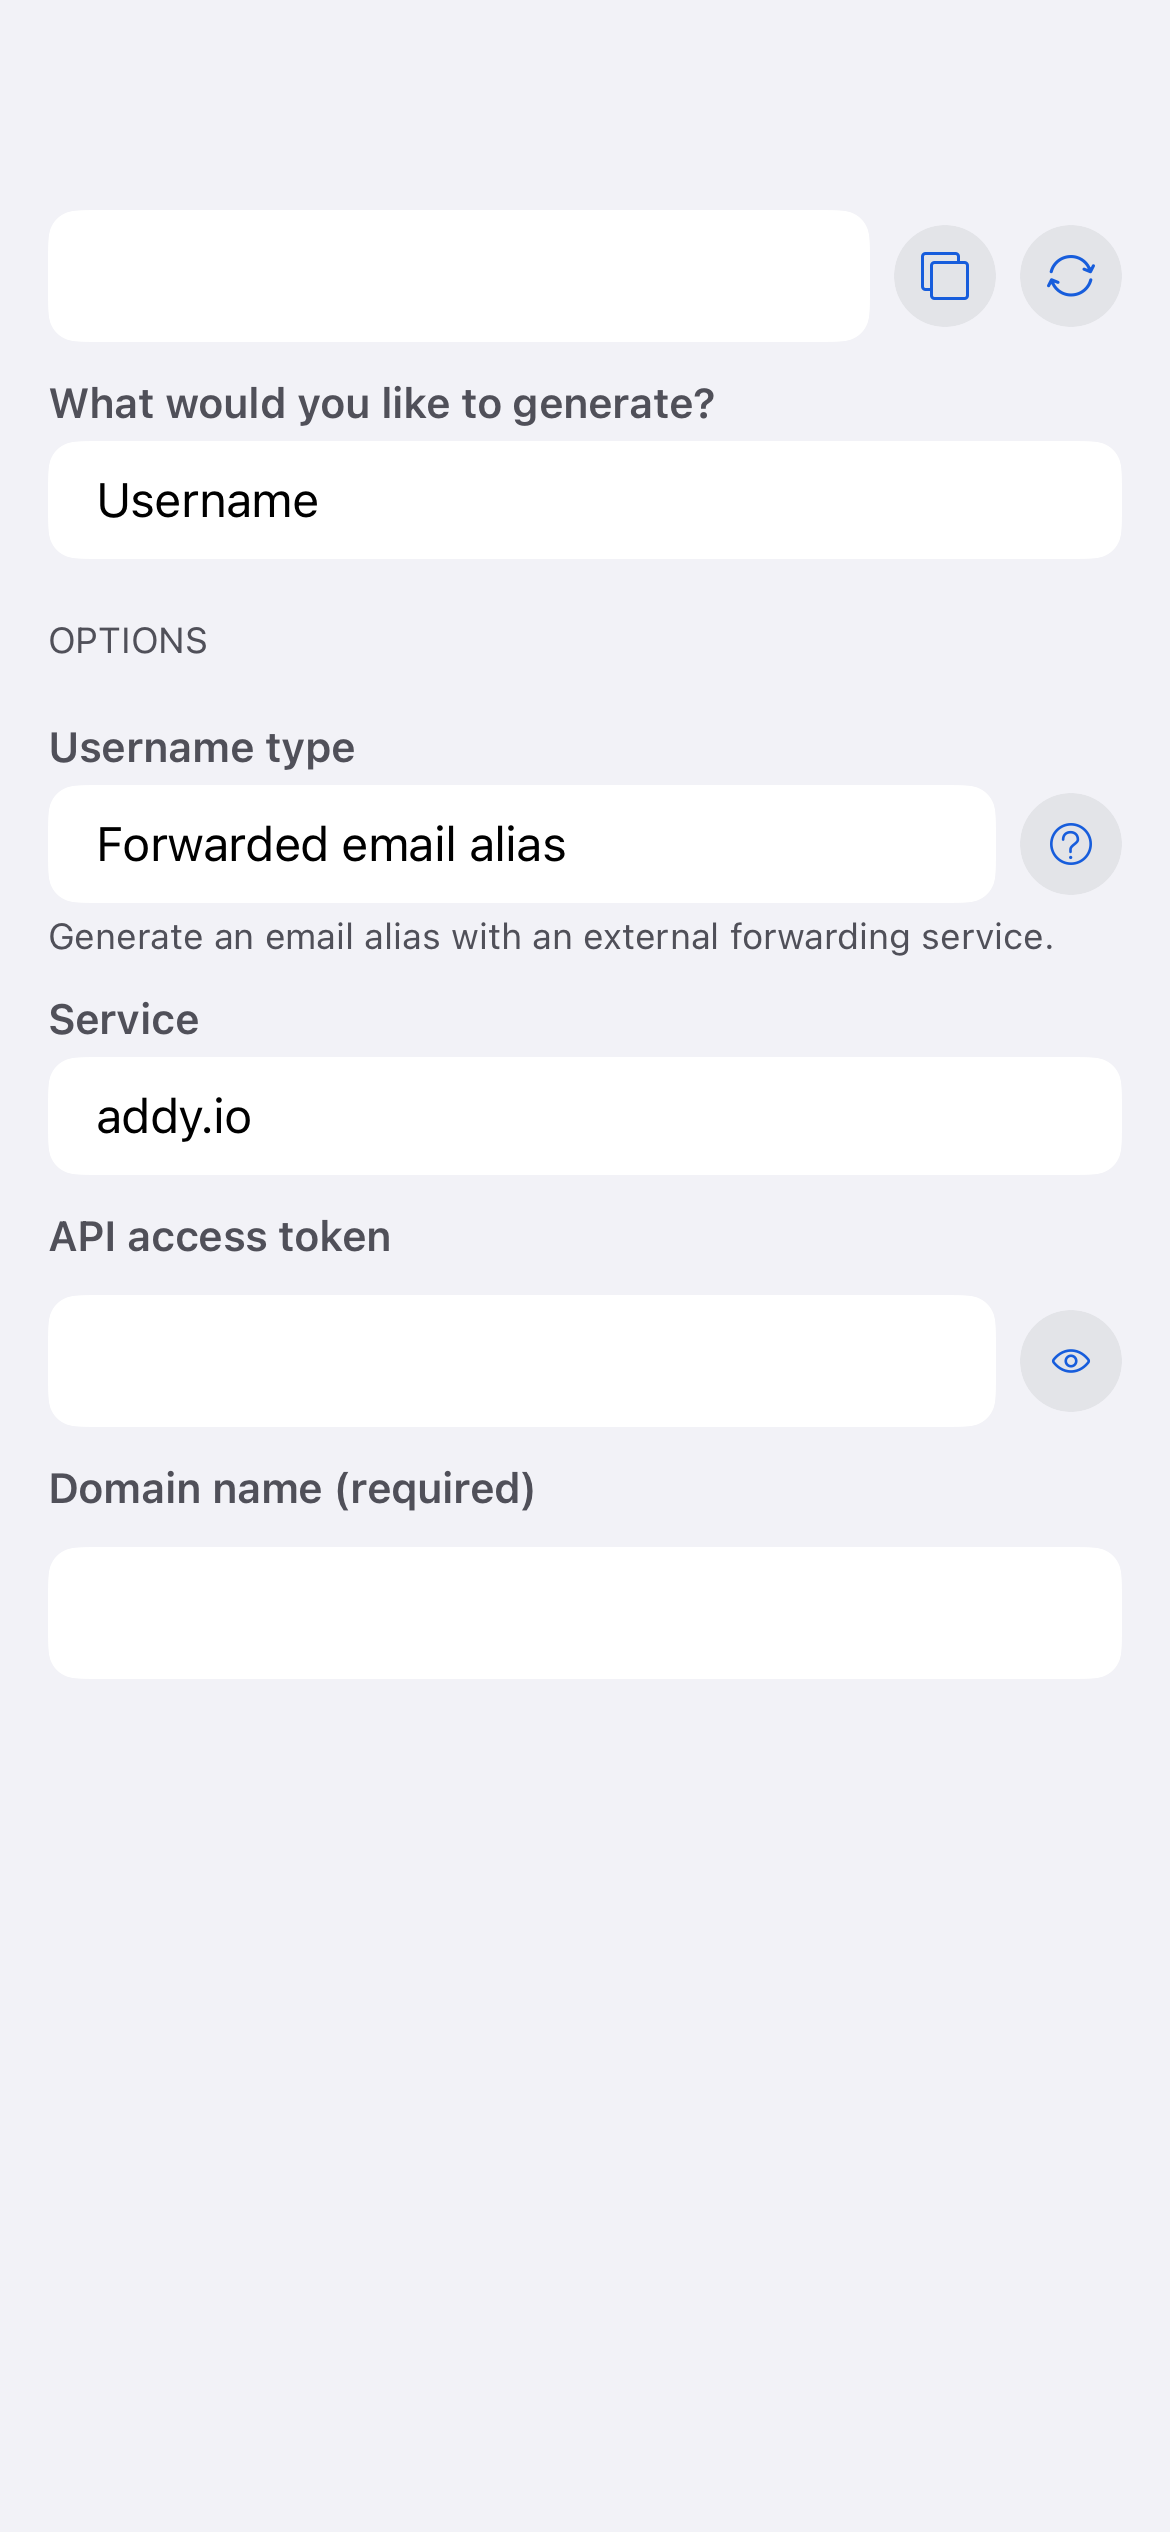 What would you like to generate?
Username
OPTIONS
Username type
Forwarded email alias
Generate an email alias with an external forwarding service.
Service
addy.io
API access token
Domain name (required)